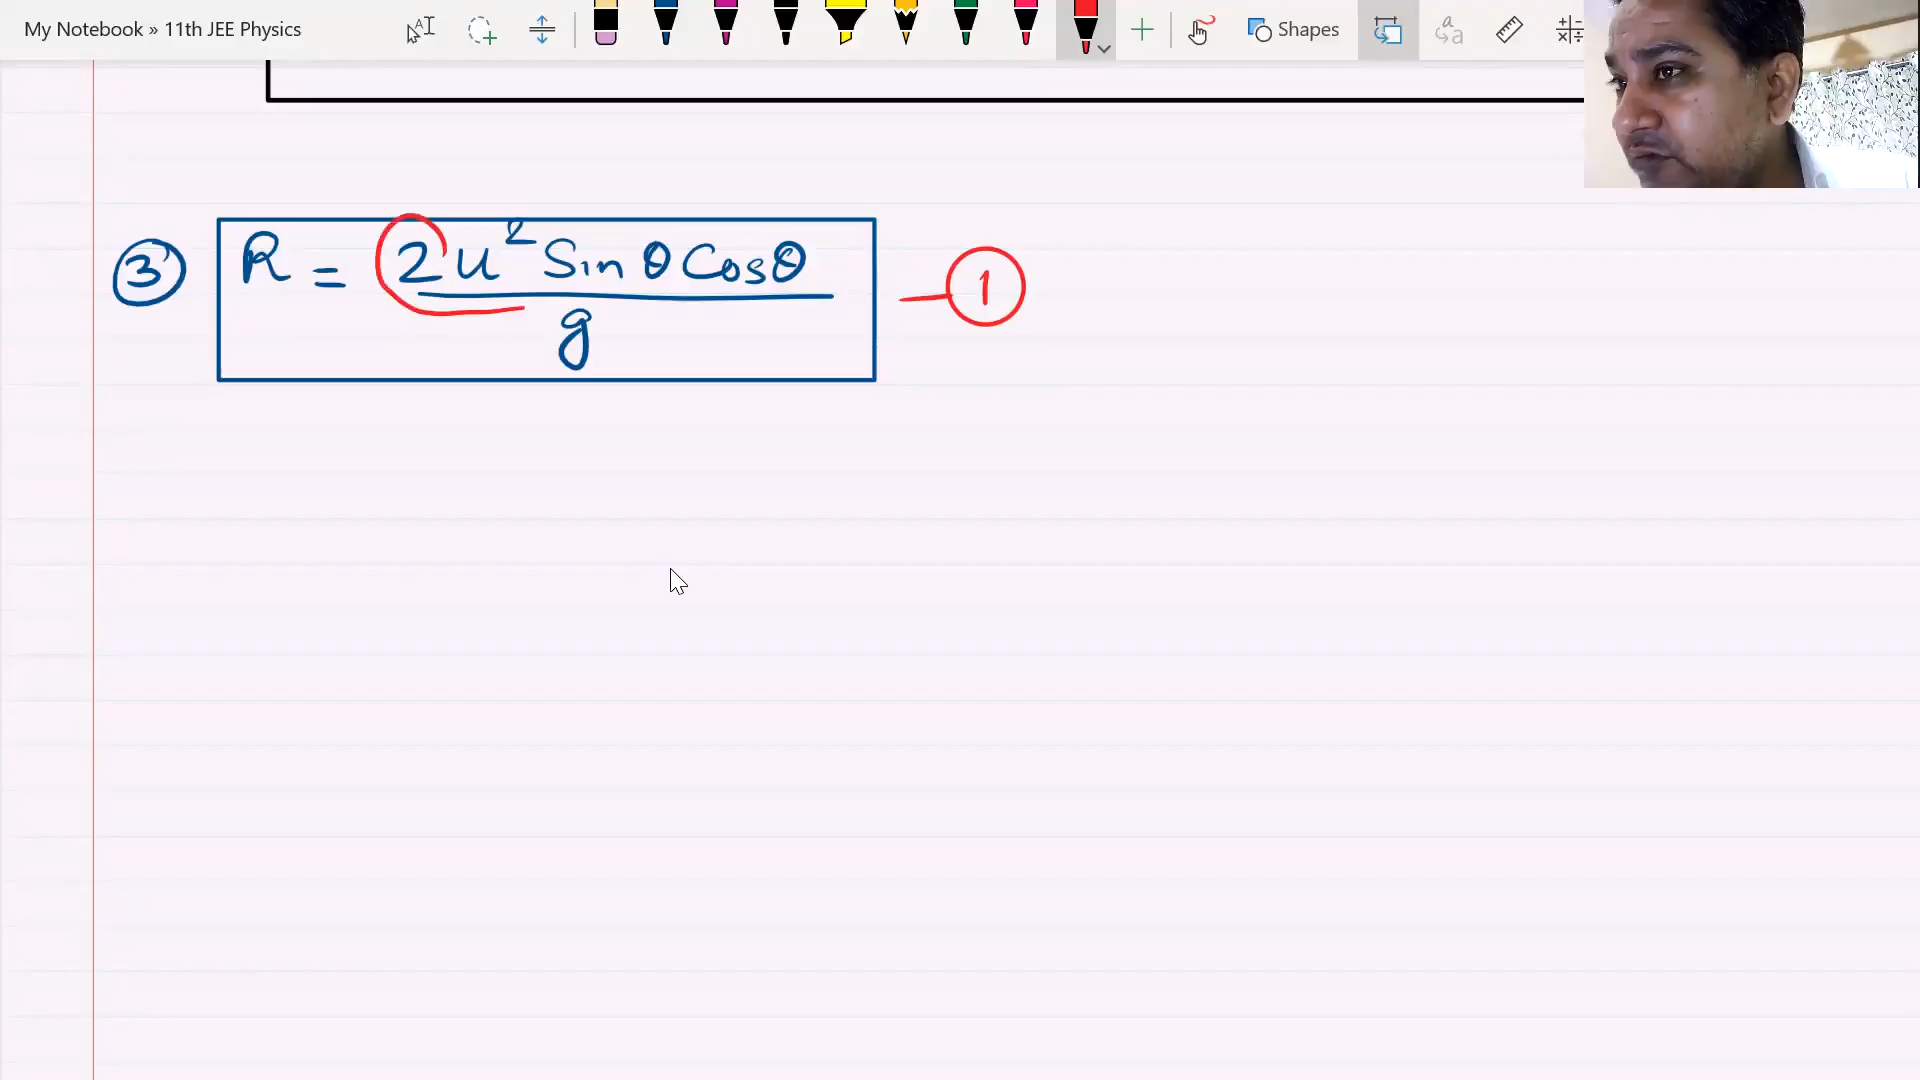 My Notebook » 11th JEE Physics
Shapes
③ R = 2u² Sin θ Cos θ / g — ①